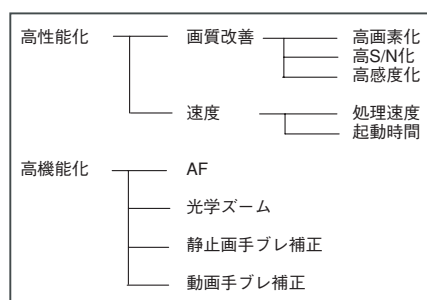 高性能化 画質改善 高画素化
高S/N化
高感度化
速度 処理速度
起動時間
高機能化 AF
光学ズーム
静止画手ブレ補正
動画手ブレ補正